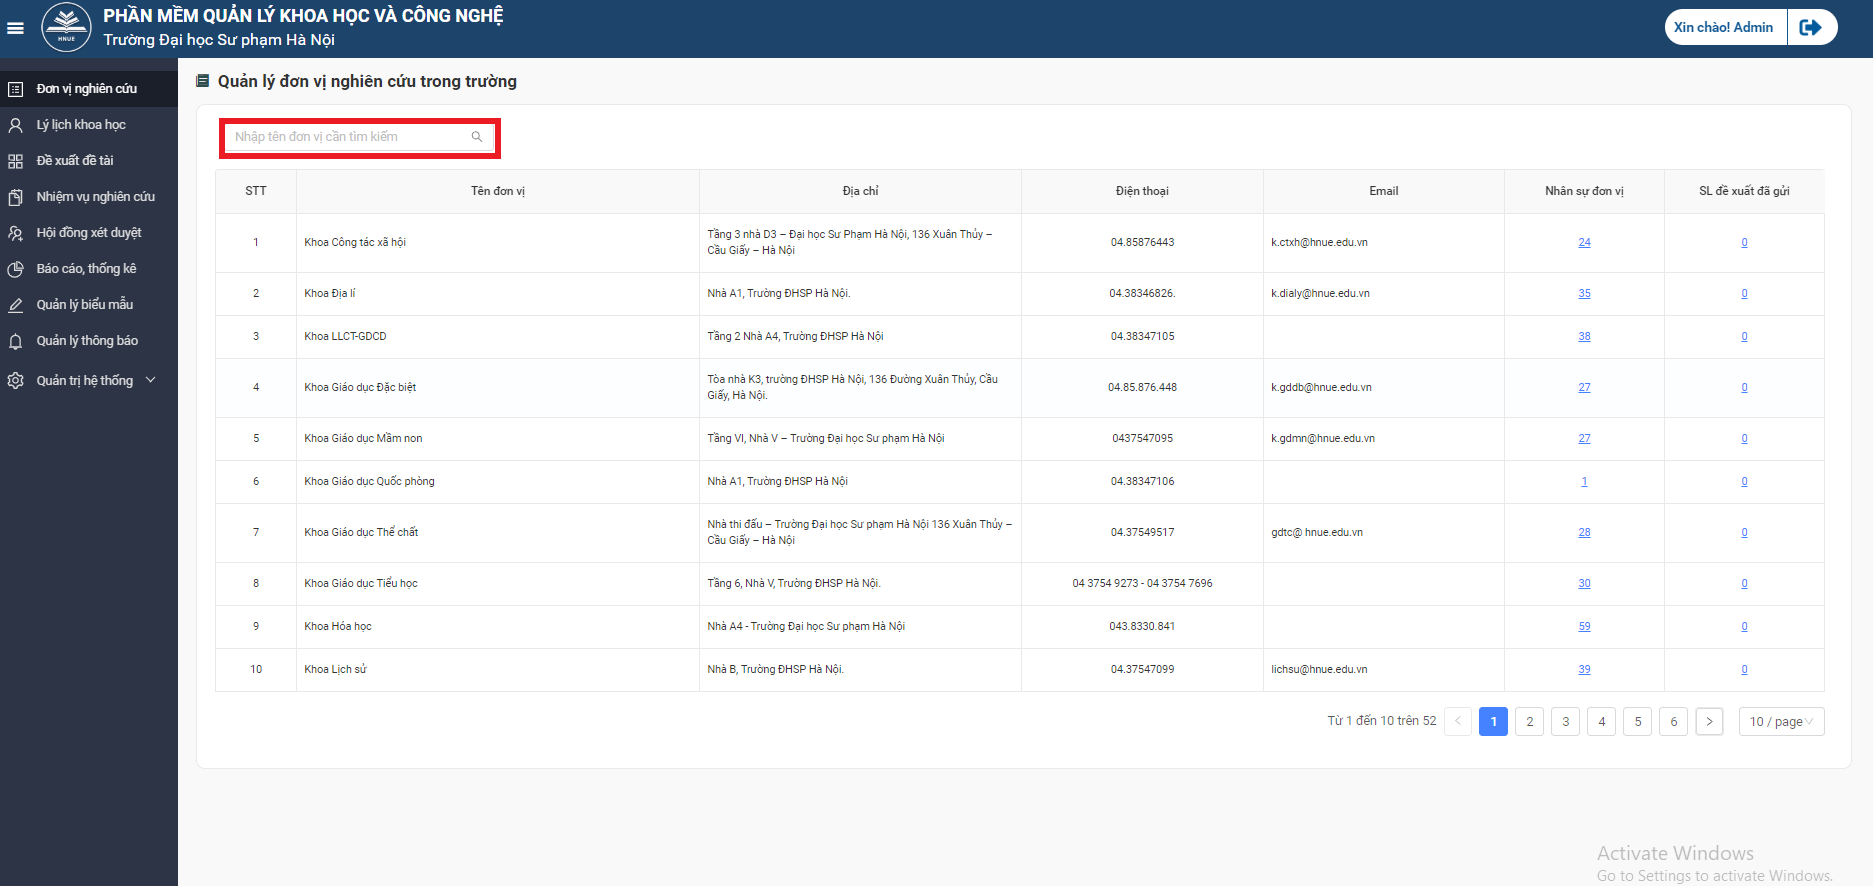 PHẦN MỀM QUẢN LÝ KHOA HỌC VÀ CÔNG NGHỆ
Trường Đại học Sư phạm Hà Nội
HNUE
Xin chào! Admin
Đơn vị nghiên cứu
Lý lịch khoa học
Đề xuất đề tài
Nhiệm vụ nghiên cứu
Hội đồng xét duyệt
Báo cáo, thống kê
Quản lý biểu mẫu
Quản lý thông báo
Quản trị hệ thống
Quản lý đơn vị nghiên cứu trong trường
Nhập tên đơn vị cần tìm kiếm
STT Tên đơn vị Địa chỉ Điện thoại Email Nhân sự đơn vị SL đề xuất đã gửi
1 Khoa Công tác xã hội Tầng 3 nhà D3 – Đại học Sư Phạm Hà Nội, 136 Xuân Thủy – 04.85876443 k.ctxh@hnue.edu.vn 24 0
Cầu Giấy – Hà Nội
2 Khoa Địa lí Nhà A1, Trường ĐHSP Hà Nội. 04.38346826. k.dialy@hnue.edu.vn 35 0
3 Khoa LLCT-GDCD Tầng 2 Nhà A4, Trường ĐHSP Hà Nội 04.38347105 38 0
4 Khoa Giáo dục Đặc biệt Tòa nhà K3, trường ĐHSP Hà Nội, 136 Đường Xuân Thủy, Cầu 04.85.876.448 k.gddb@hnue.edu.vn 27 0
Giấy, Hà Nội.
5 Khoa Giáo dục Mầm non Tầng VI, Nhà V – Trường Đại học Sư phạm Hà Nội 0437547095 k.gdmn@hnue.edu.vn 27 0
6 Khoa Giáo dục Quốc phòng Nhà A1, Trường ĐHSP Hà Nội 04.38347106 1 0
7 Khoa Giáo dục Thể chất Nhà thi đấu – Trường Đại học Sư phạm Hà Nội 136 Xuân Thủy – 04.37549517 gdtc@ hnue.edu.vn 28 0
Cầu Giấy – Hà Nội
8 Khoa Giáo dục Tiểu học Tầng 6, Nhà V, Trường ĐHSP Hà Nội. 04 3754 9273 - 04 3754 7696 30 0
9 Khoa Hóa học Nhà A4 - Trường Đại học Sư phạm Hà Nội 043.8330.841 59 0
10 Khoa Lịch sử Nhà B, Trường ĐHSP Hà Nội. 04.37547099 lichsu@hnue.edu.vn 39 0
Từ 1 đến 10 trên 52 < 1 2 3 4 5 6 > 10 / page
Activate Windows
Go to Settings to activate Windows.